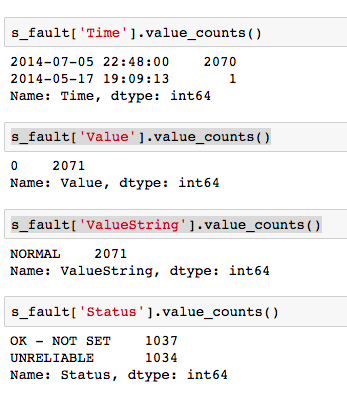 s_fault['Time'].value_counts()
2014-07-05 22:48:00    2070
2014-05-17 19:09:13       1
Name: Time, dtype: int64
s_fault['Value'].value_counts()
0    2071
Name: Value, dtype: int64
s_fault['ValueString'].value_counts()
NORMAL    2071
Name: ValueString, dtype: int64
s_fault['Status'].value_counts()
OK - NOT SET    1037
UNRELIABLE      1034
Name: Status, dtype: int64